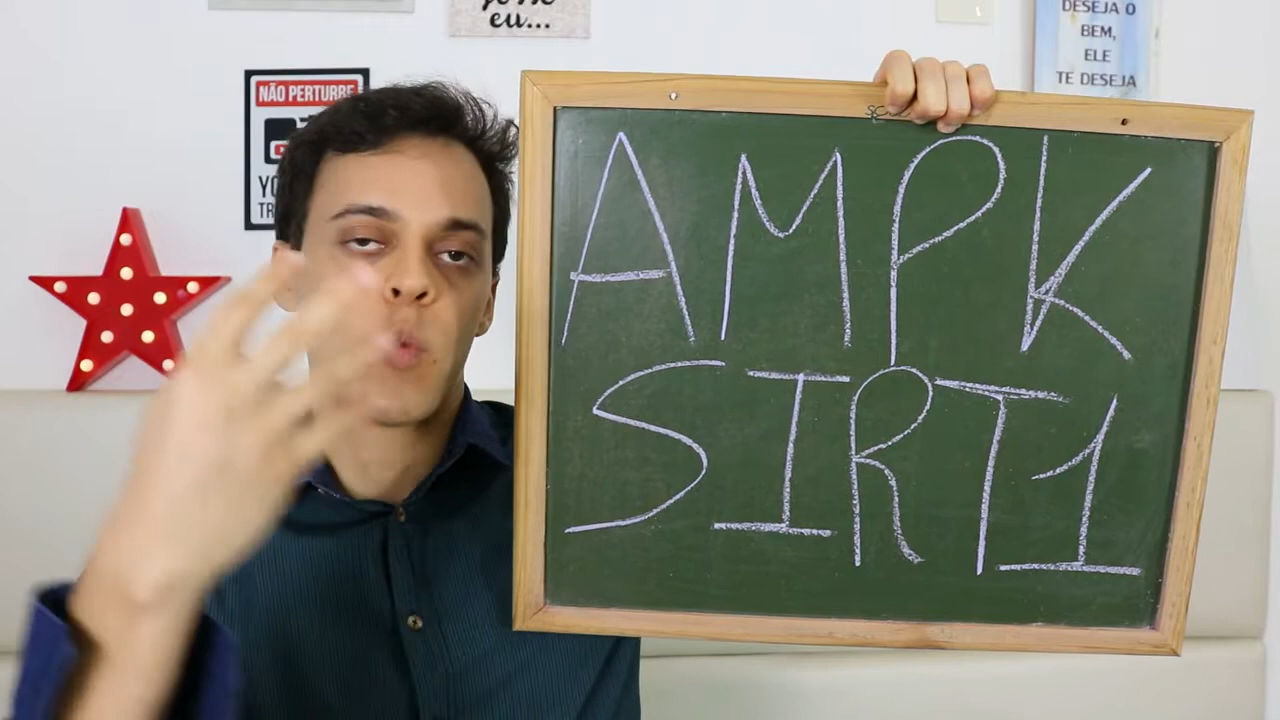 eu...
DESEJA O
BEM,
ELE
TE DESEJA
NÃO PERTURBE
AMPK
SIRT1